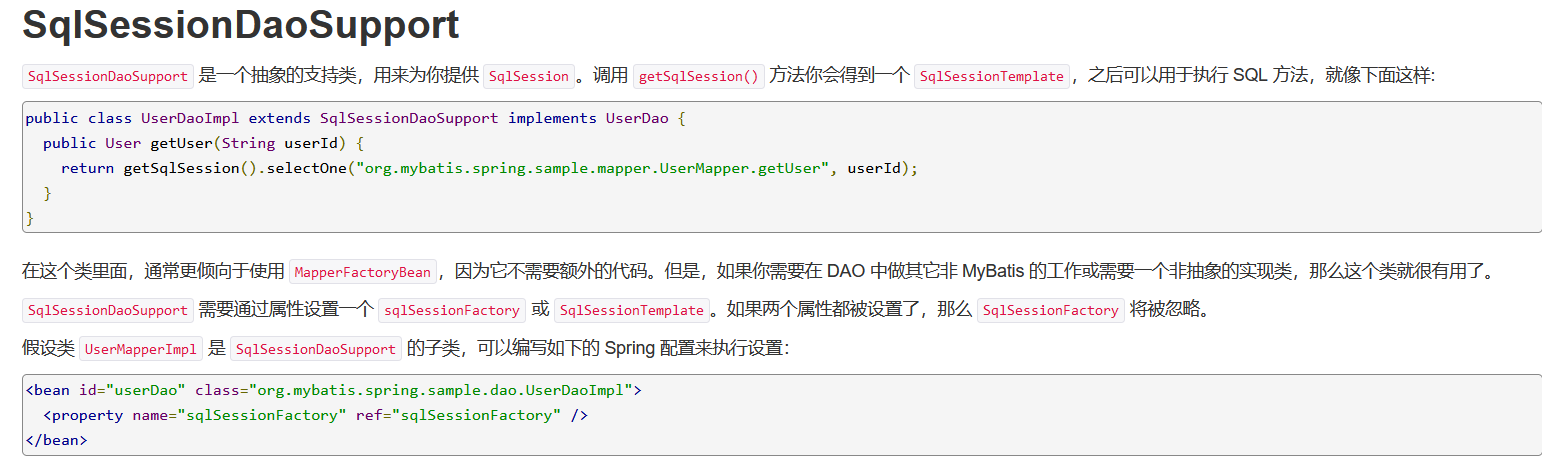 SqlSessionDaoSupport
SqlSessionDaoSupport 是一个抽象的支持类，用来为你提供 SqlSession。调用 getSqlSession() 方法你会得到一个 SqlSessionTemplate，之后可以用于执行 SQL 方法，就像下面这样:
public class UserDaoImpl extends SqlSessionDaoSupport implements UserDao {
  public User getUser(String userId) {
    return getSqlSession().selectOne("org.mybatis.spring.sample.mapper.UserMapper.getUser", userId);
  }
}
在这个类里面，通常更倾向于使用 MapperFactoryBean，因为它不需要额外的代码。但是，如果你需要在 DAO 中做其它非 MyBatis 的工作或需要一个非抽象的实现类，那么这个类就很有用了。
SqlSessionDaoSupport 需要通过属性设置一个 sqlSessionFactory 或 SqlSessionTemplate。如果两个属性都被设置了，那么 SqlSessionFactory 将被忽略。
假设类 UserMapperImpl 是 SqlSessionDaoSupport 的子类，可以编写如下的 Spring 配置来执行设置：
<bean id="userDao" class="org.mybatis.spring.sample.dao.UserDaoImpl">
  <property name="sqlSessionFactory" ref="sqlSessionFactory" />
</bean>